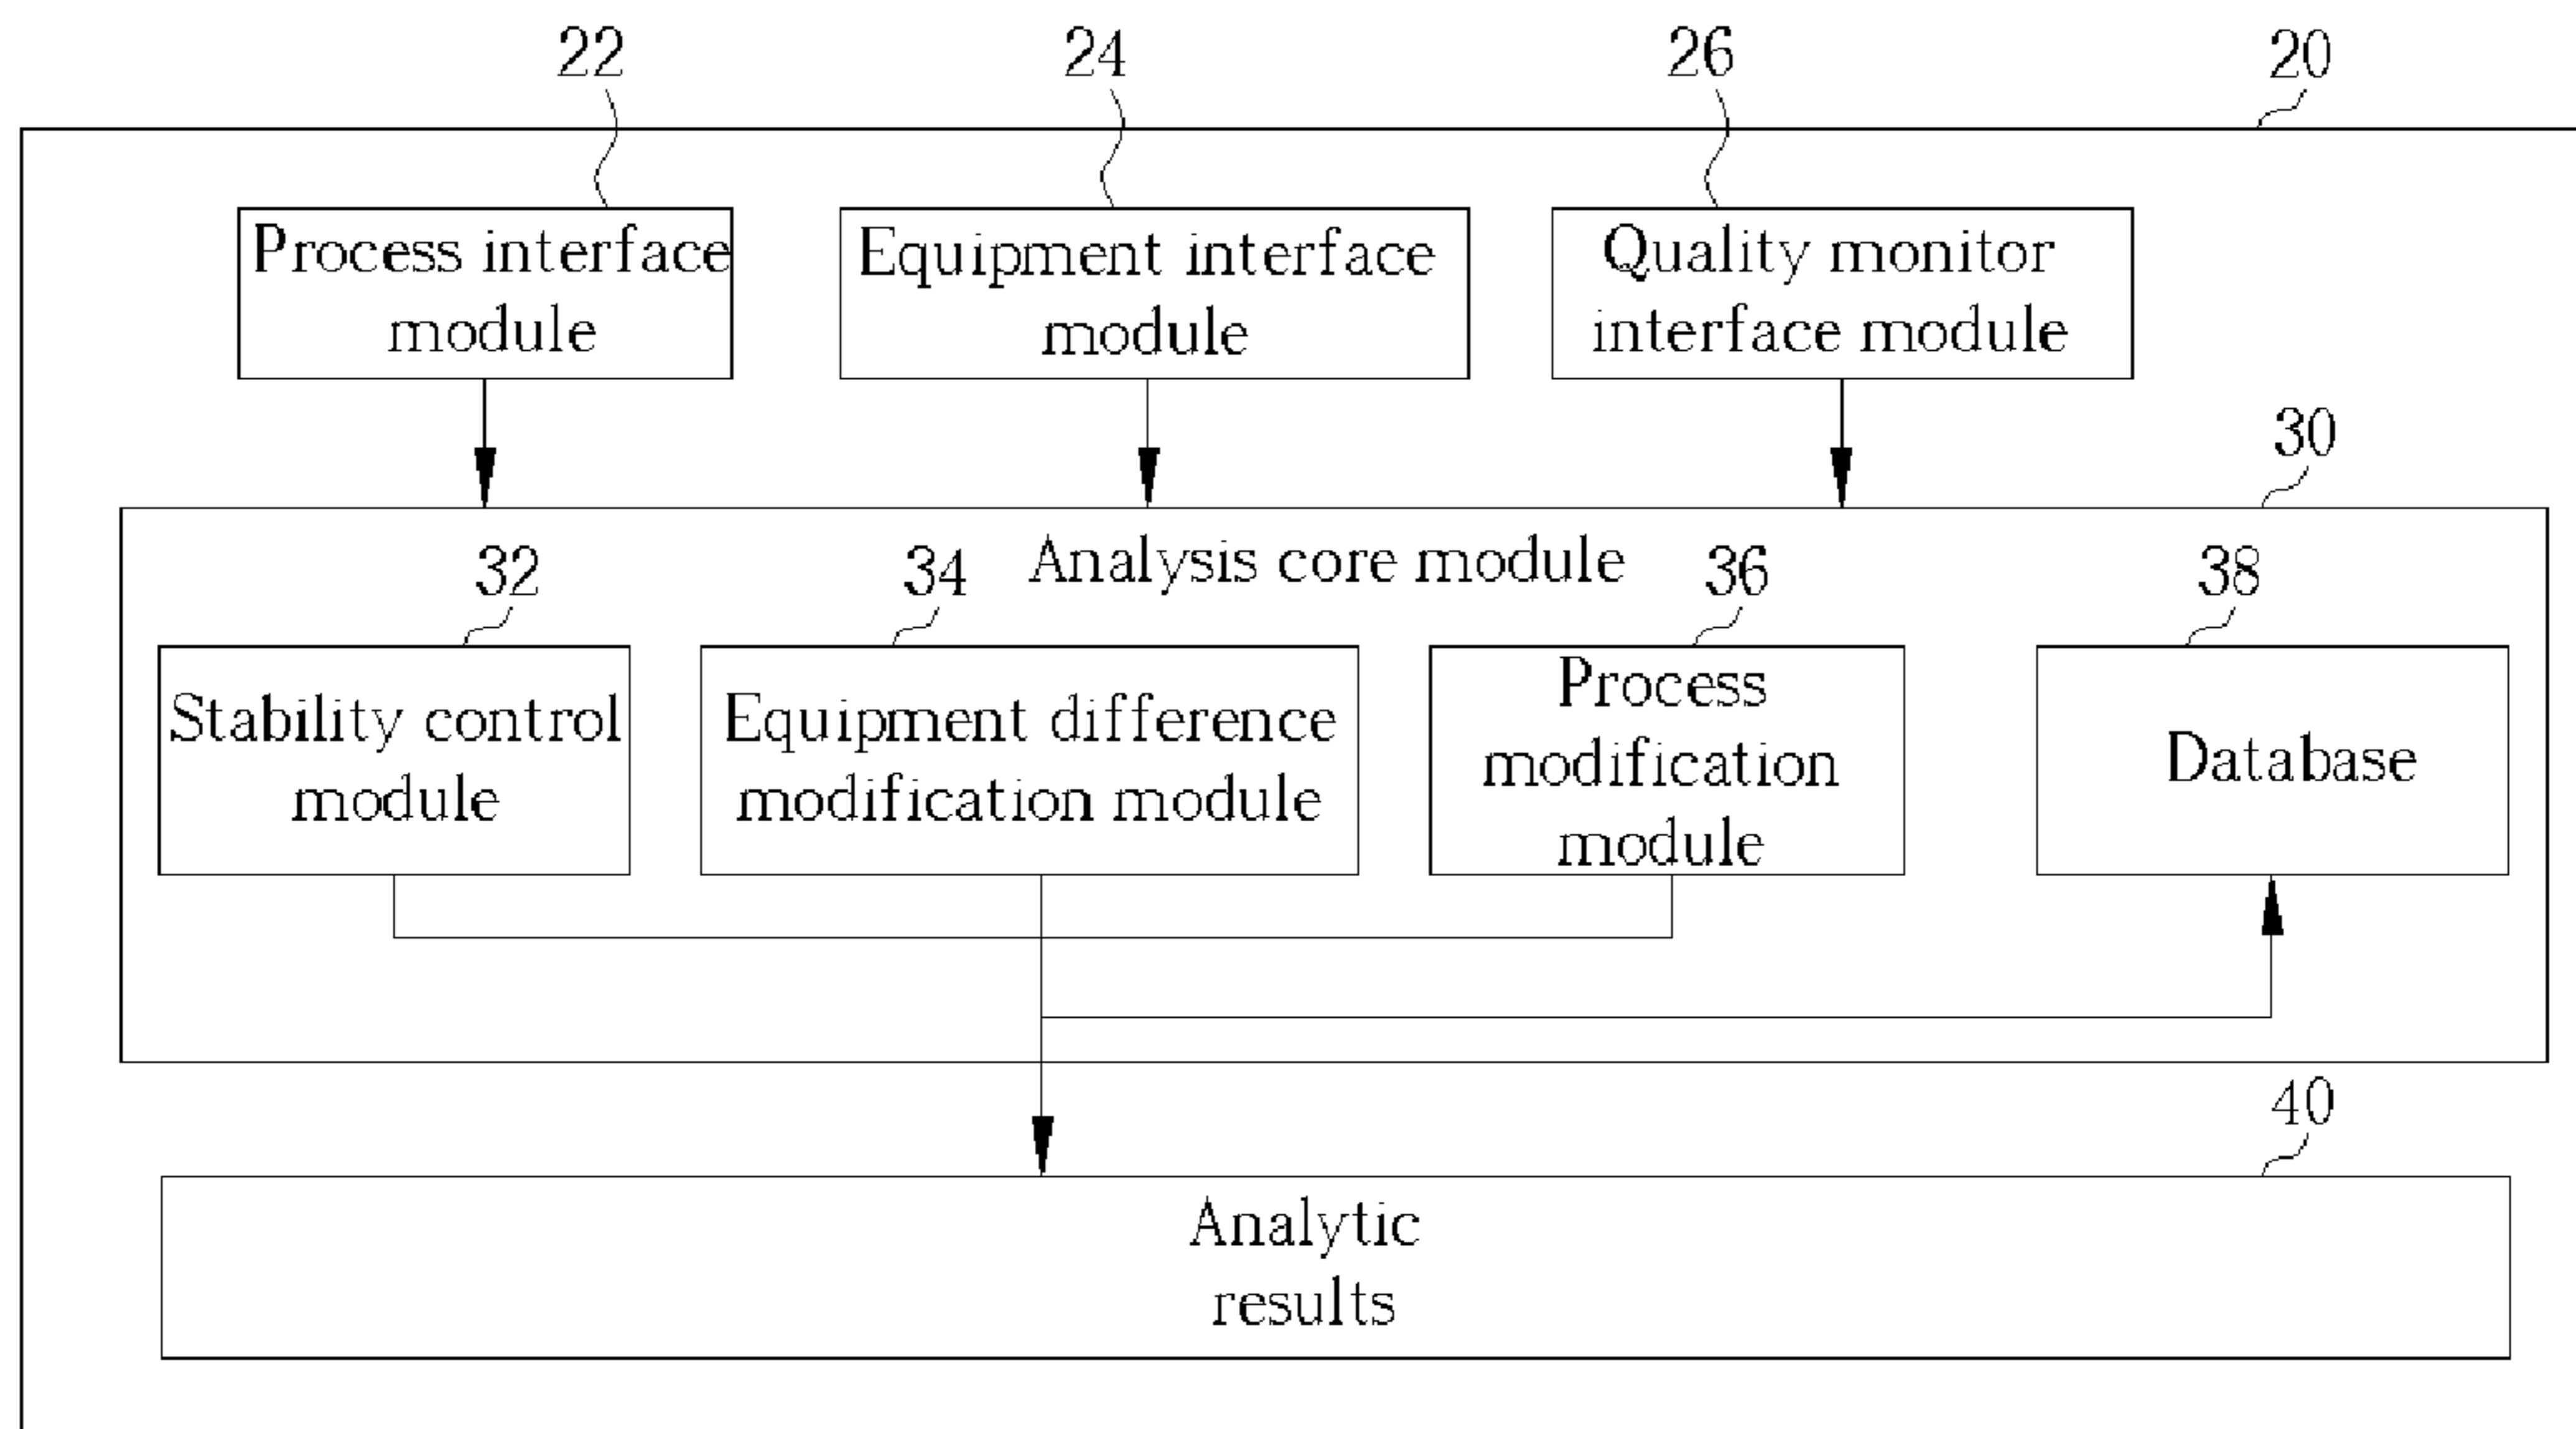 22
24
26
20
Process interface
module
Equipment interface
module
Quality monitor
interface module
30
Analysis core module
32
34
36
38
Stability control
module
Equipment difference
modification module
Process
modification
module
Database
40
Analytic
results